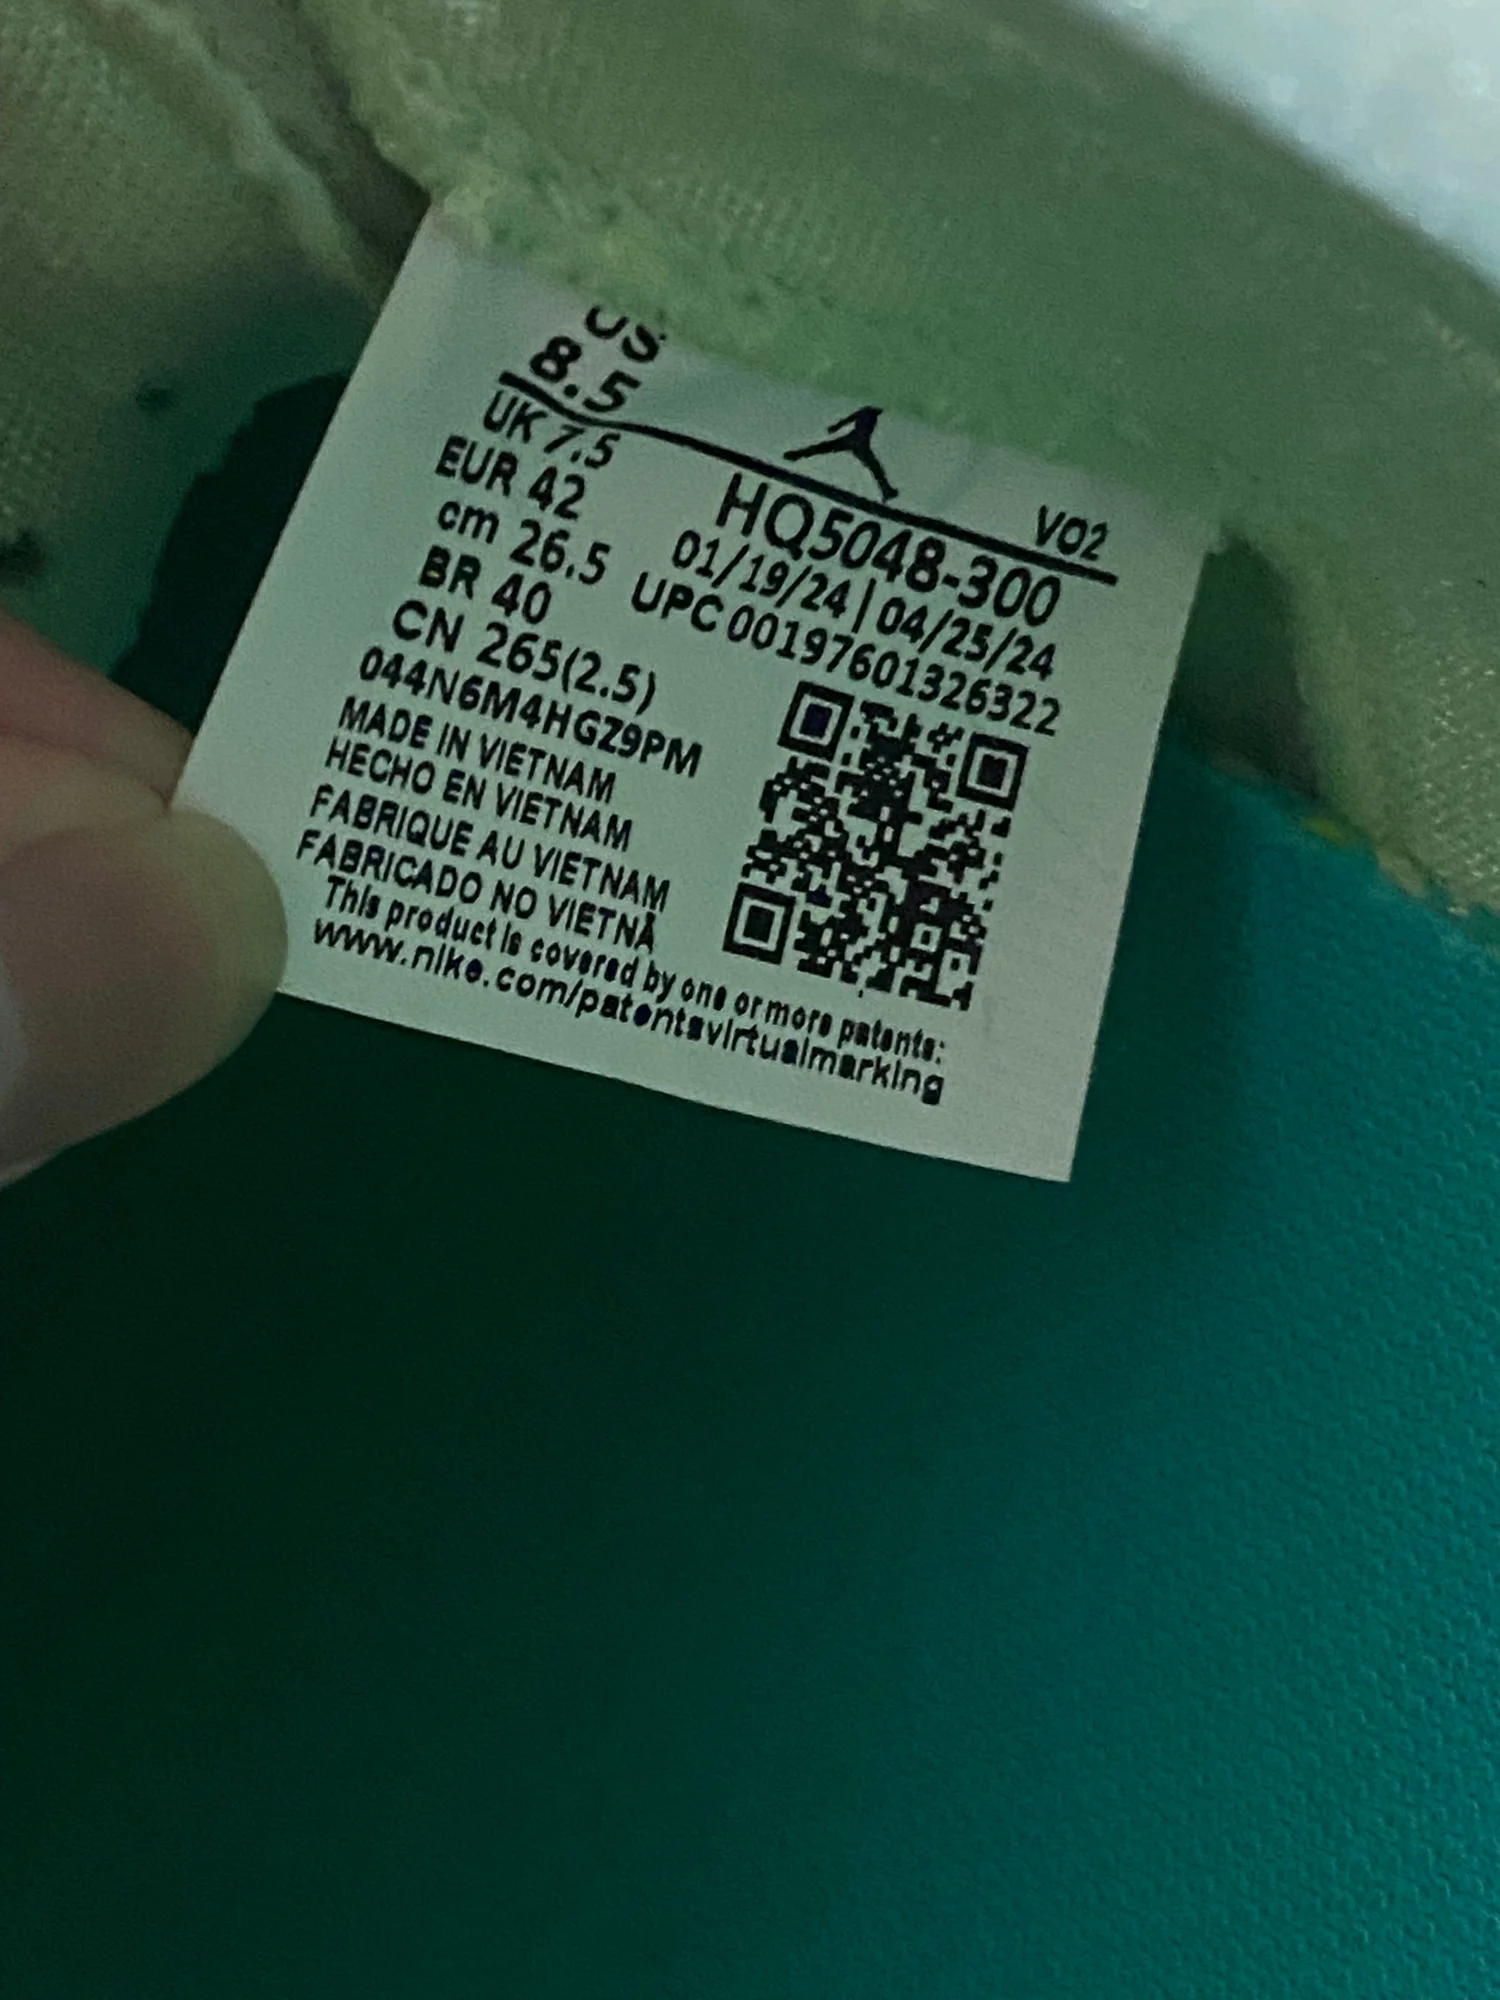 US
8.5
UK 7.5
EUR 42
cm 26.5
BR 40
CN 265(2.5)
044N6M4HGZ9PM
V02
HQ5048-300
01/19/24 | 04/25/24
UPC 00197601326322
MADE IN VIETNAM
HECHO EN VIETNAM
FABRIQUE AU VIETNAM
FABRICADO NO VIETNÃ
This product is covered by one or more patents:
www.nike.com/patentsvirtualmarking